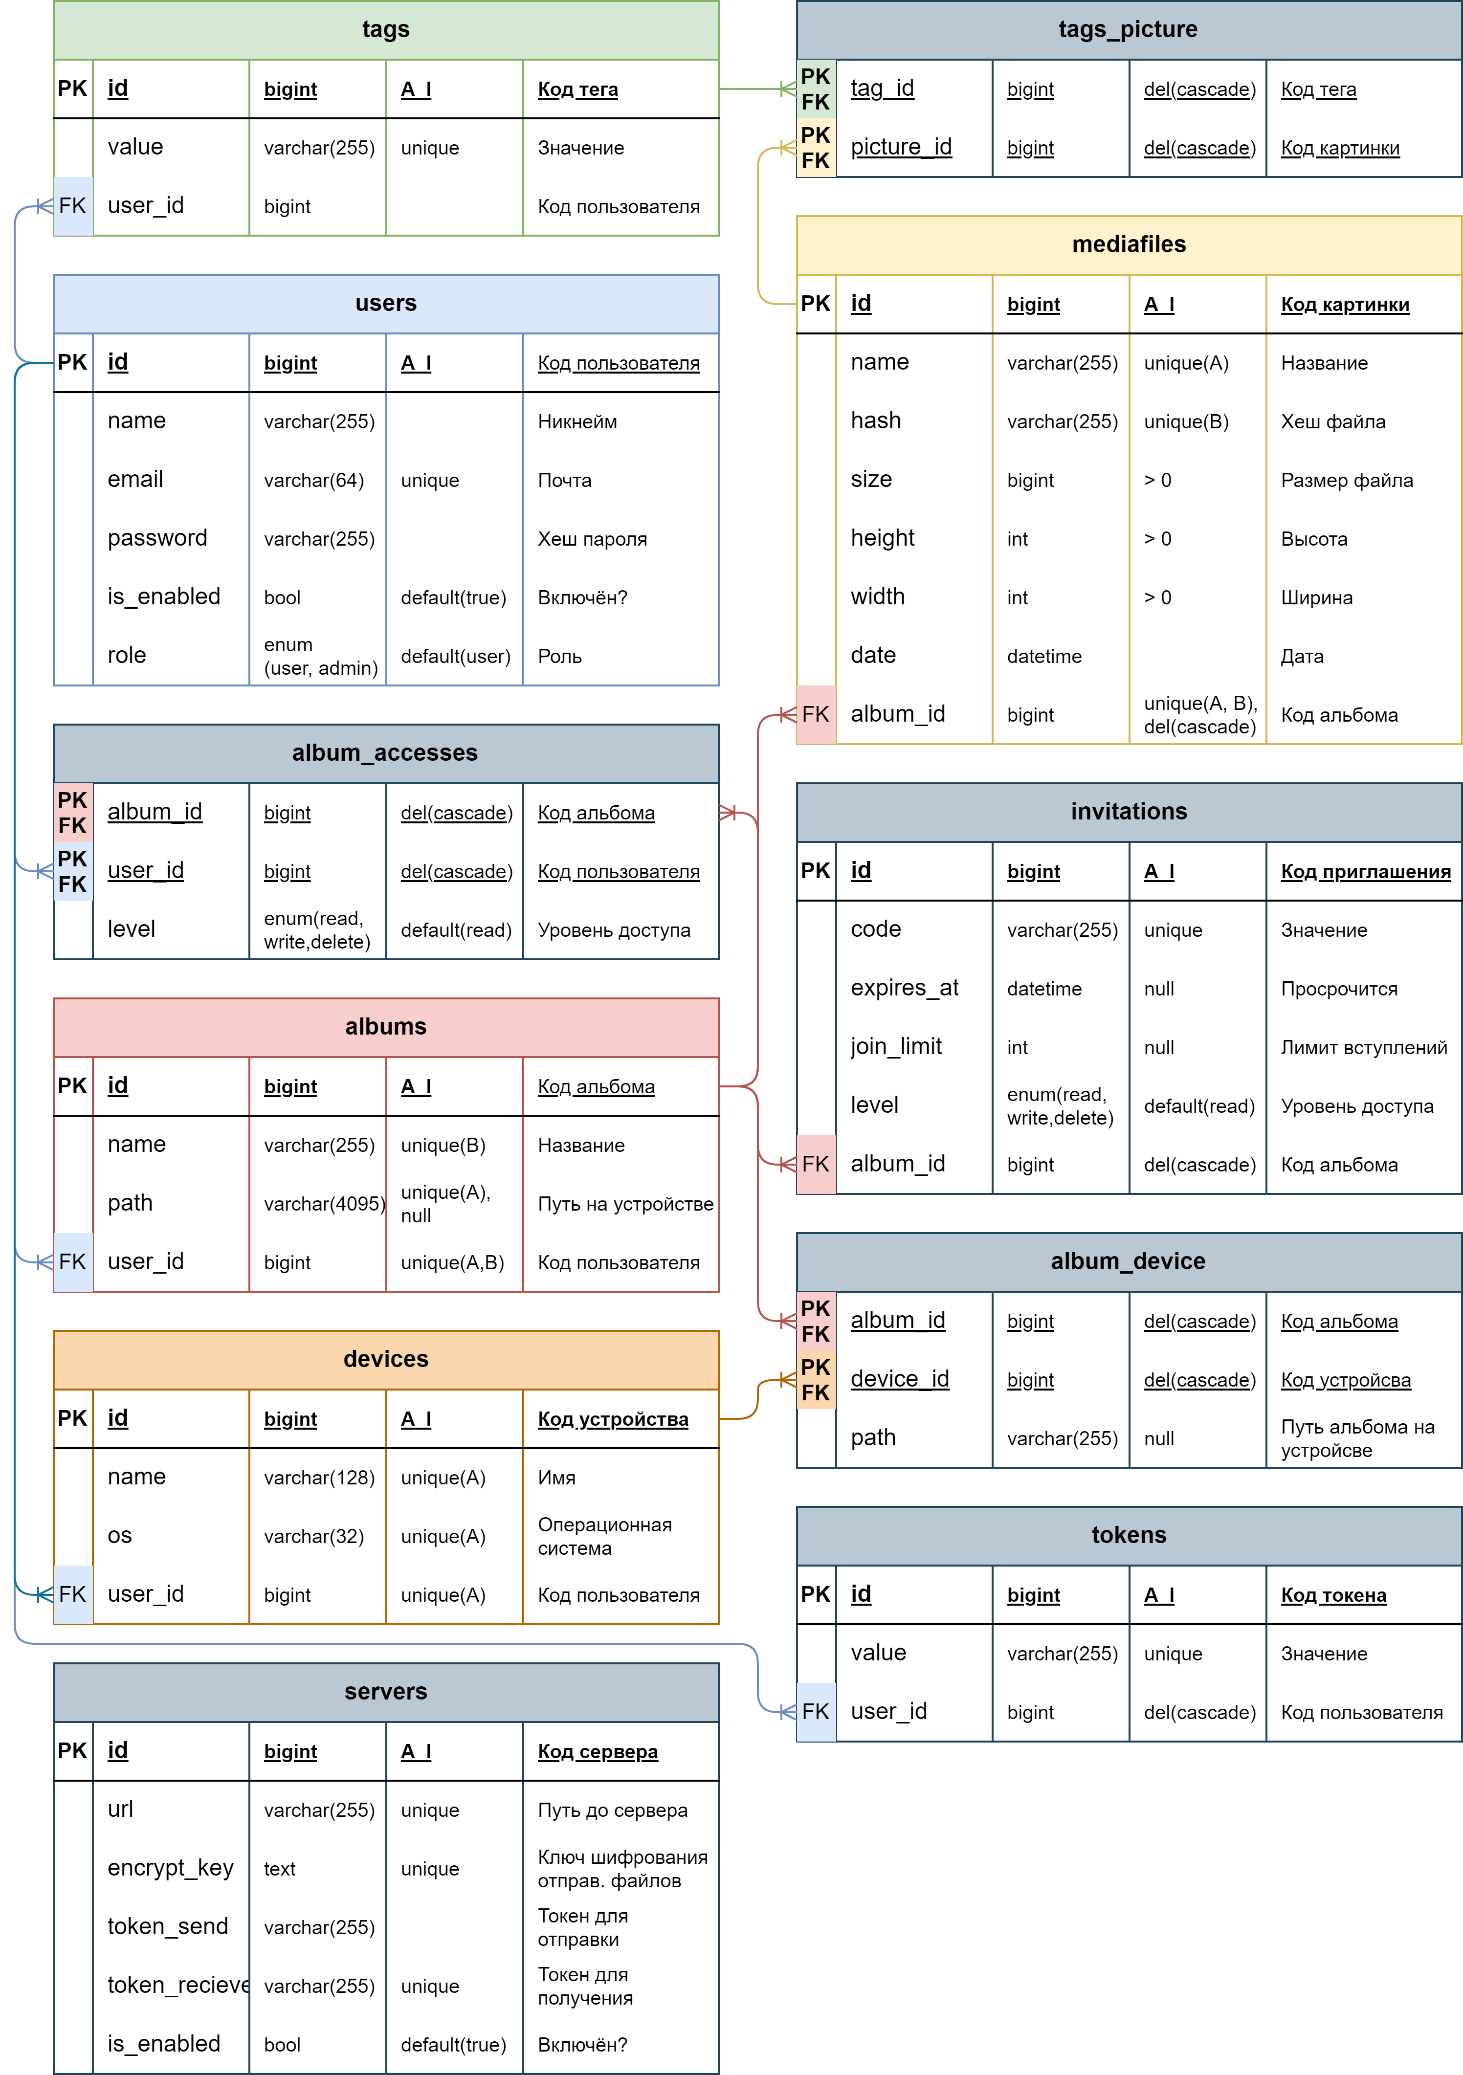 tags
PK id bigint A_I Код тега
value varchar(255) unique Значение
FK user_id bigint Код пользователя
users
PK id bigint A_I Код пользователя
name varchar(255) Никнейм
email varchar(64) unique Почта
password varchar(255) Хеш пароля
is_enabled bool default(true) Включён?
role enum
(user, admin) default(user) Роль
album_accesses
PK
FK album_id bigint del(cascade) Код альбома
PK
FK user_id bigint del(cascade) Код пользователя
level enum(read,
write,delete) default(read) Уровень доступа
albums
PK id bigint A_I Код альбома
name varchar(255) unique(B) Название
path varchar(4095) unique(A),
null Путь на устройстве
FK user_id bigint unique(A,B) Код пользователя
devices
PK id bigint A_I Код устройства
name varchar(128) unique(A) Имя
os varchar(32) unique(A) Операционная
система
FK user_id bigint unique(A) Код пользователя
servers
PK id bigint A_I Код сервера
url varchar(255) unique Путь до сервера
encrypt_key text unique Ключ шифрования
отправ. файлов
token_send varchar(255) Токен для
отправки
token_recieve varchar(255) unique Токен для
получения
is_enabled bool default(true) Включён?
tags_picture
PK
FK tag_id bigint del(cascade) Код тега
PK
FK picture_id bigint del(cascade) Код картинки
mediafiles
PK id bigint A_I Код картинки
name varchar(255) unique(A) Название
hash varchar(255) unique(B) Хеш файла
size bigint > 0 Размер файла
height int > 0 Высота
width int > 0 Ширина
date datetime Дата
FK album_id bigint unique(A, B),
del(cascade) Код альбома
invitations
PK id bigint A_I Код приглашения
code varchar(255) unique Значение
expires_at datetime null Просрочится
join_limit int null Лимит вступлений
level enum(read,
write,delete) default(read) Уровень доступа
FK album_id bigint del(cascade) Код альбома
album_device
PK
FK album_id bigint del(cascade) Код альбома
PK
FK device_id bigint del(cascade) Код устройсва
path varchar(255) null Путь альбома на
устройсве
tokens
PK id bigint A_I Код токена
value varchar(255) unique Значение
FK user_id bigint del(cascade) Код пользователя